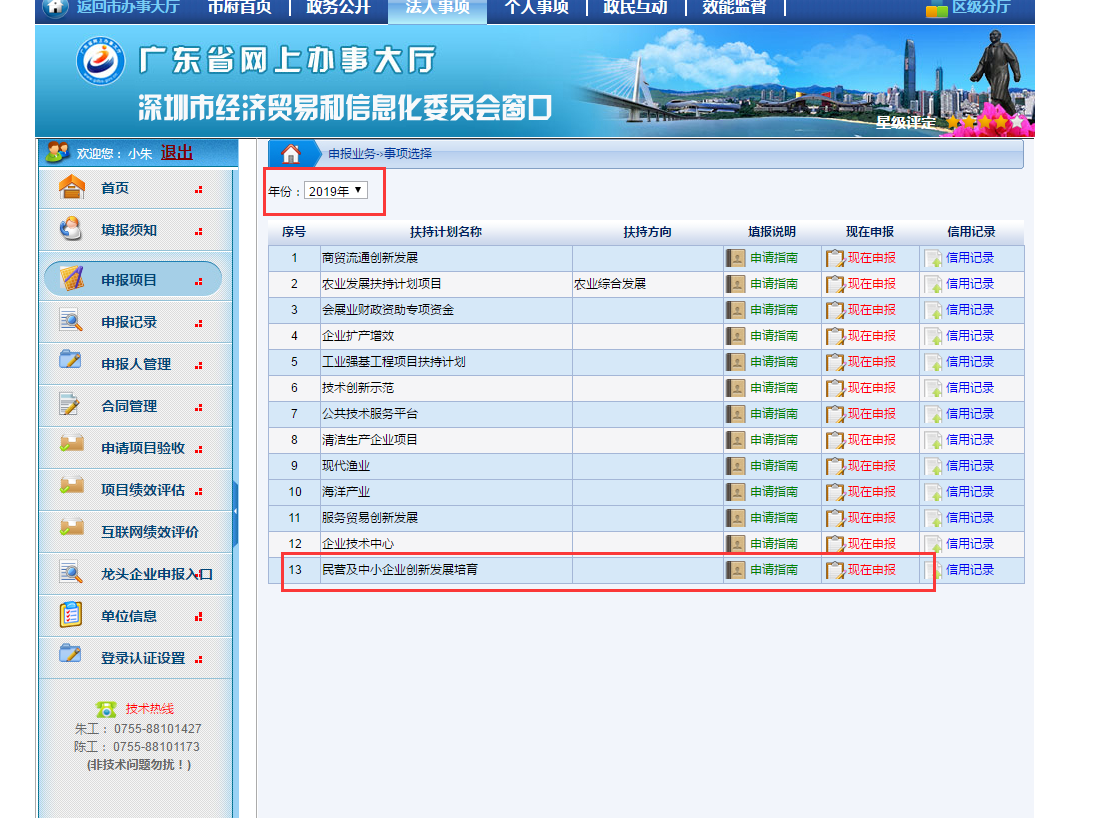 返回市办事大厅 市府首页 政务公开 法人事项 个人事项 政民互动 效能监督 区级分厅
广东省网上办事大厅
深圳市经济贸易和信息化委员会窗口
星级评定
欢迎您： 小朱 退出
首页
填报须知
申报项目
申报记录
申报人管理
合同管理
申请项目验收
项目绩效评估
互联网绩效评价
龙头企业申报入口
单位信息
登录认证设置
技术热线
朱工： 0755-88101427
陈工： 0755-88101173
(非技术问题勿扰！)
申报业务->事项选择
年份： 2019年
序号 扶持计划名称 扶持方向 填报说明 现在申报 信用记录
1 商贸流通创新发展 申请指南 现在申报 信用记录
2 农业发展扶持计划项目 农业综合发展 申请指南 现在申报 信用记录
3 会展业财政资助专项资金 申请指南 现在申报 信用记录
4 企业扩产增效 申请指南 现在申报 信用记录
5 工业强基工程项目扶持计划 申请指南 现在申报 信用记录
6 技术创新示范 申请指南 现在申报 信用记录
7 公共技术服务平台 申请指南 现在申报 信用记录
8 清洁生产企业项目 申请指南 现在申报 信用记录
9 现代渔业 申请指南 现在申报 信用记录
10 海洋产业 申请指南 现在申报 信用记录
11 服务贸易创新发展 申请指南 现在申报 信用记录
12 企业技术中心 申请指南 现在申报 信用记录
13 民营及中小企业创新发展培育 申请指南 现在申报 信用记录